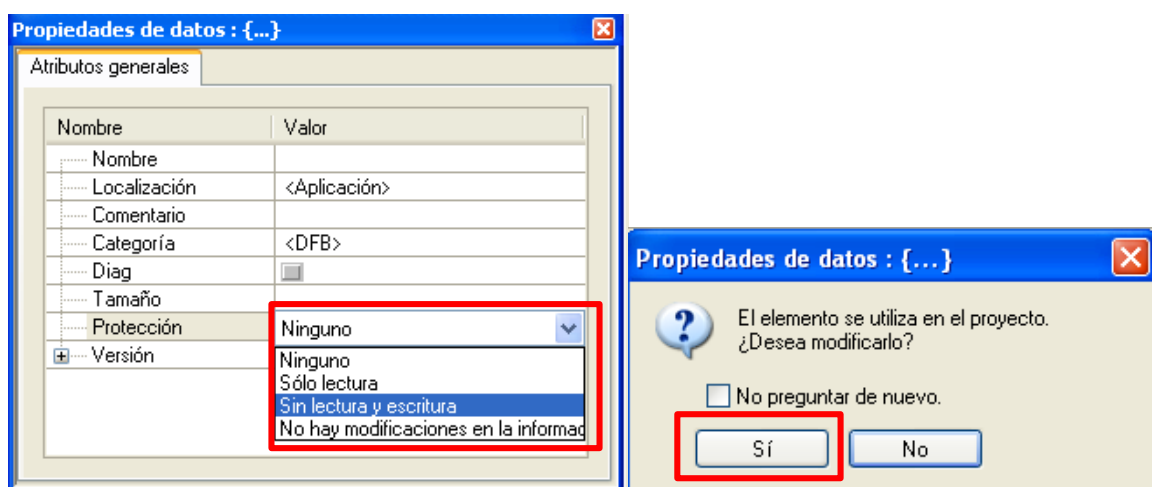 Propiedades de datos : {...}
Atributos generales
Nombre Valor
Nombre
Localización <Aplicación>
Comentario
Categoría <DFB>
Diag
Tamaño
Protección Ninguno
Versión
Ninguno
Sólo lectura
Sin lectura y escritura
No hay modificaciones en la informac
Propiedades de datos : {...}
El elemento se utiliza en el proyecto.
¿Desea modificarlo?
No preguntar de nuevo.
Sí No